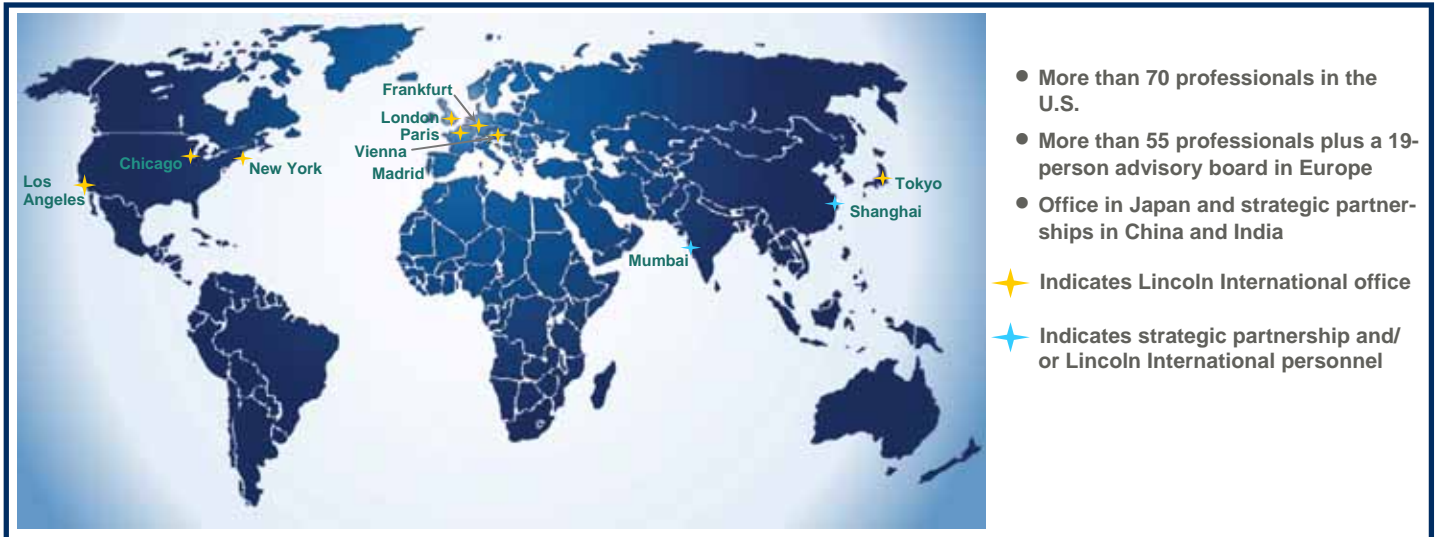 Frankfurt
London
Paris
Vienna
Madrid
Chicago
New York
Los
Angeles
Tokyo
Shanghai
Mumbai
• More than 70 professionals in the
U.S.
• More than 55 professionals plus a 19-
person advisory board in Europe
• Office in Japan and strategic partner-
ships in China and India
Indicates Lincoln International office
Indicates strategic partnership and/
or Lincoln International personnel